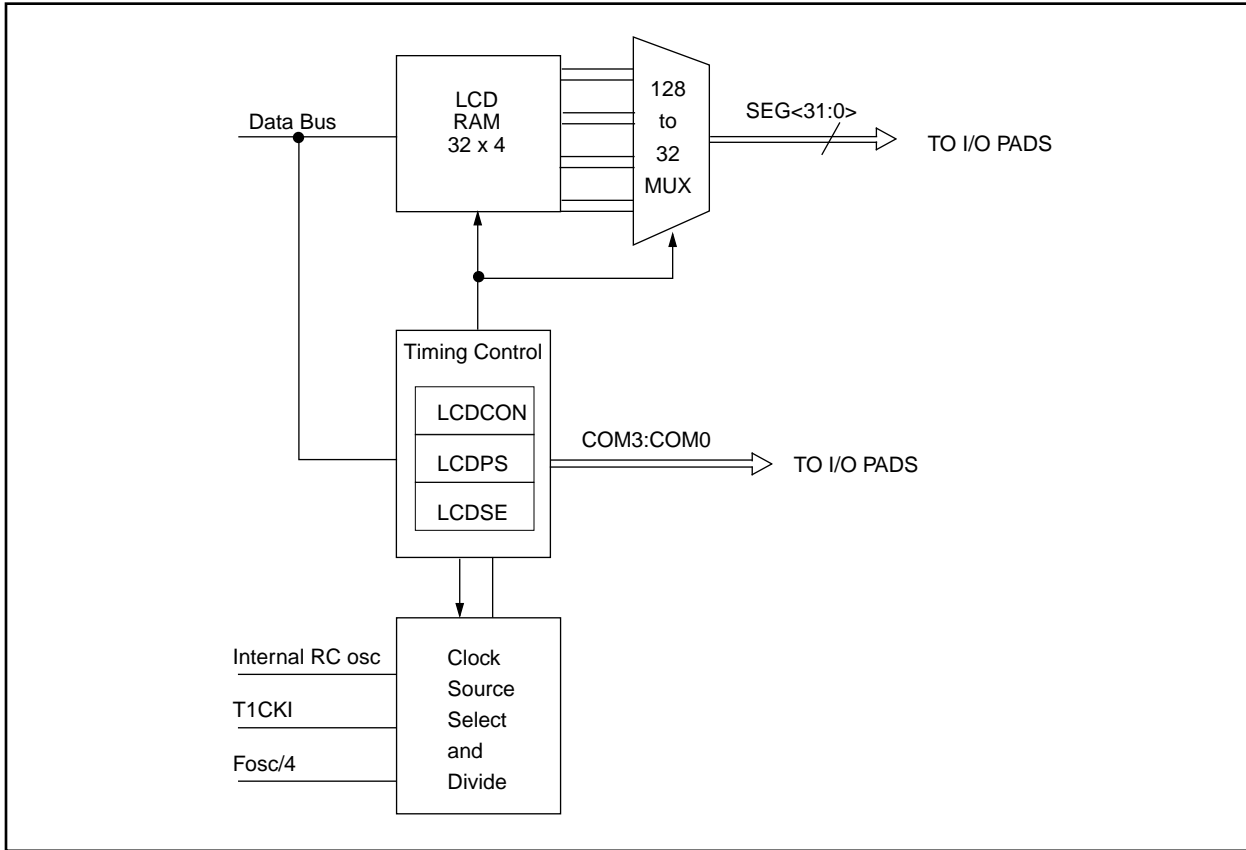 Data Bus
LCD
RAM
32 x 4
128
to
32
MUX
SEG<31:0>
TO I/O PADS
Timing Control
LCDCON
LCDPS
LCDSE
COM3:COM0
TO I/O PADS
Internal RC osc
T1CKI
Fosc/4
Clock
Source
Select
and
Divide